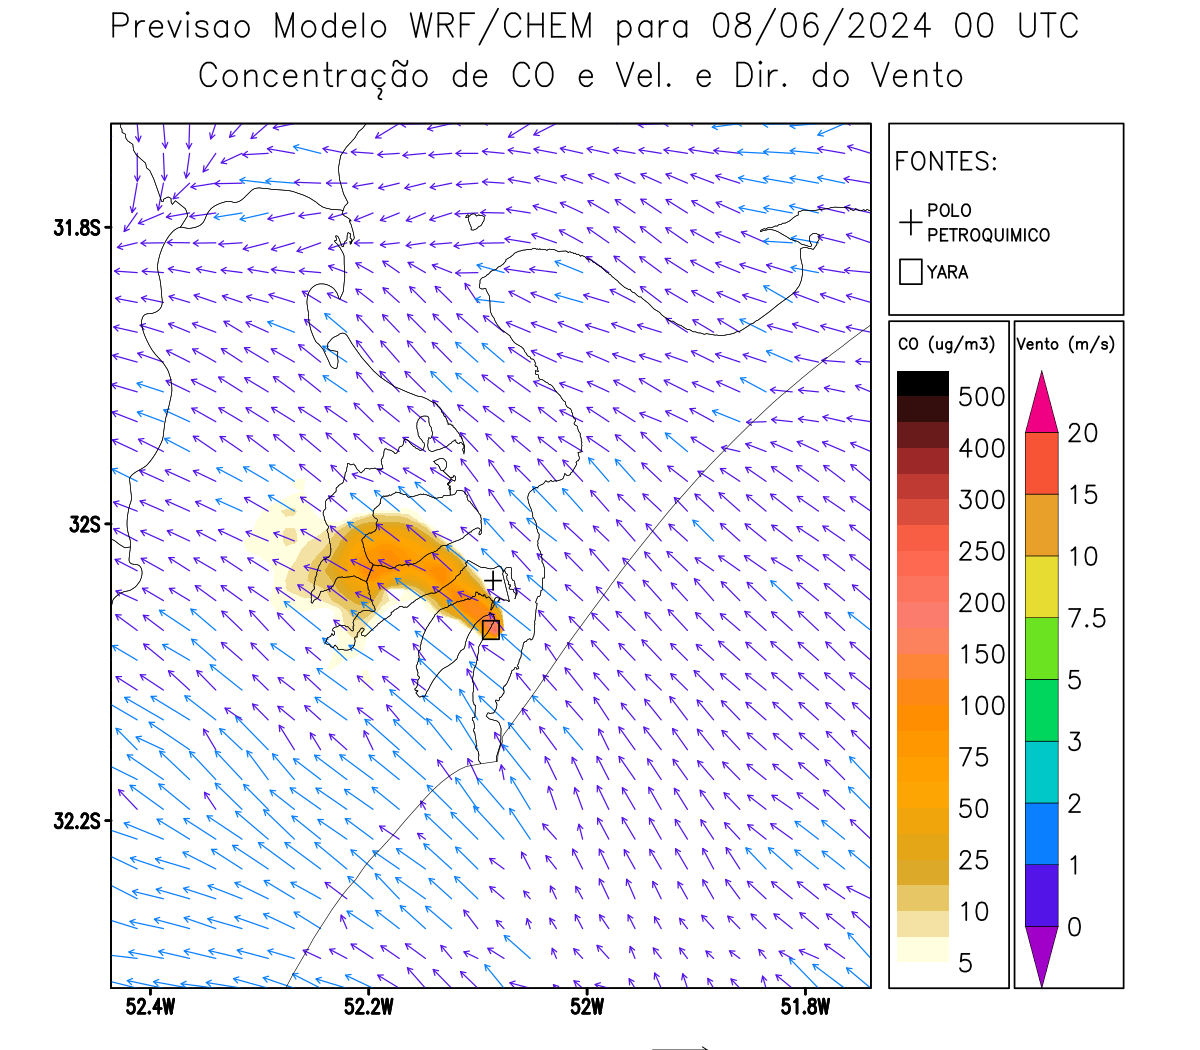 Previsao Modelo WRF/CHEM para 08/06/2024 00 UTC
Concentração de CO e Vel. e Dir. do Vento
FONTES:
POLO
PETROQUIMICO
YARA
31.8S
32S
32.2S
52.4W
52.2W
52W
51.8W
CO (ug/m3)
500
400
300
250
200
150
100
75
50
25
10
5
Vento (m/s)
20
15
10
7.5
5
3
2
1
0